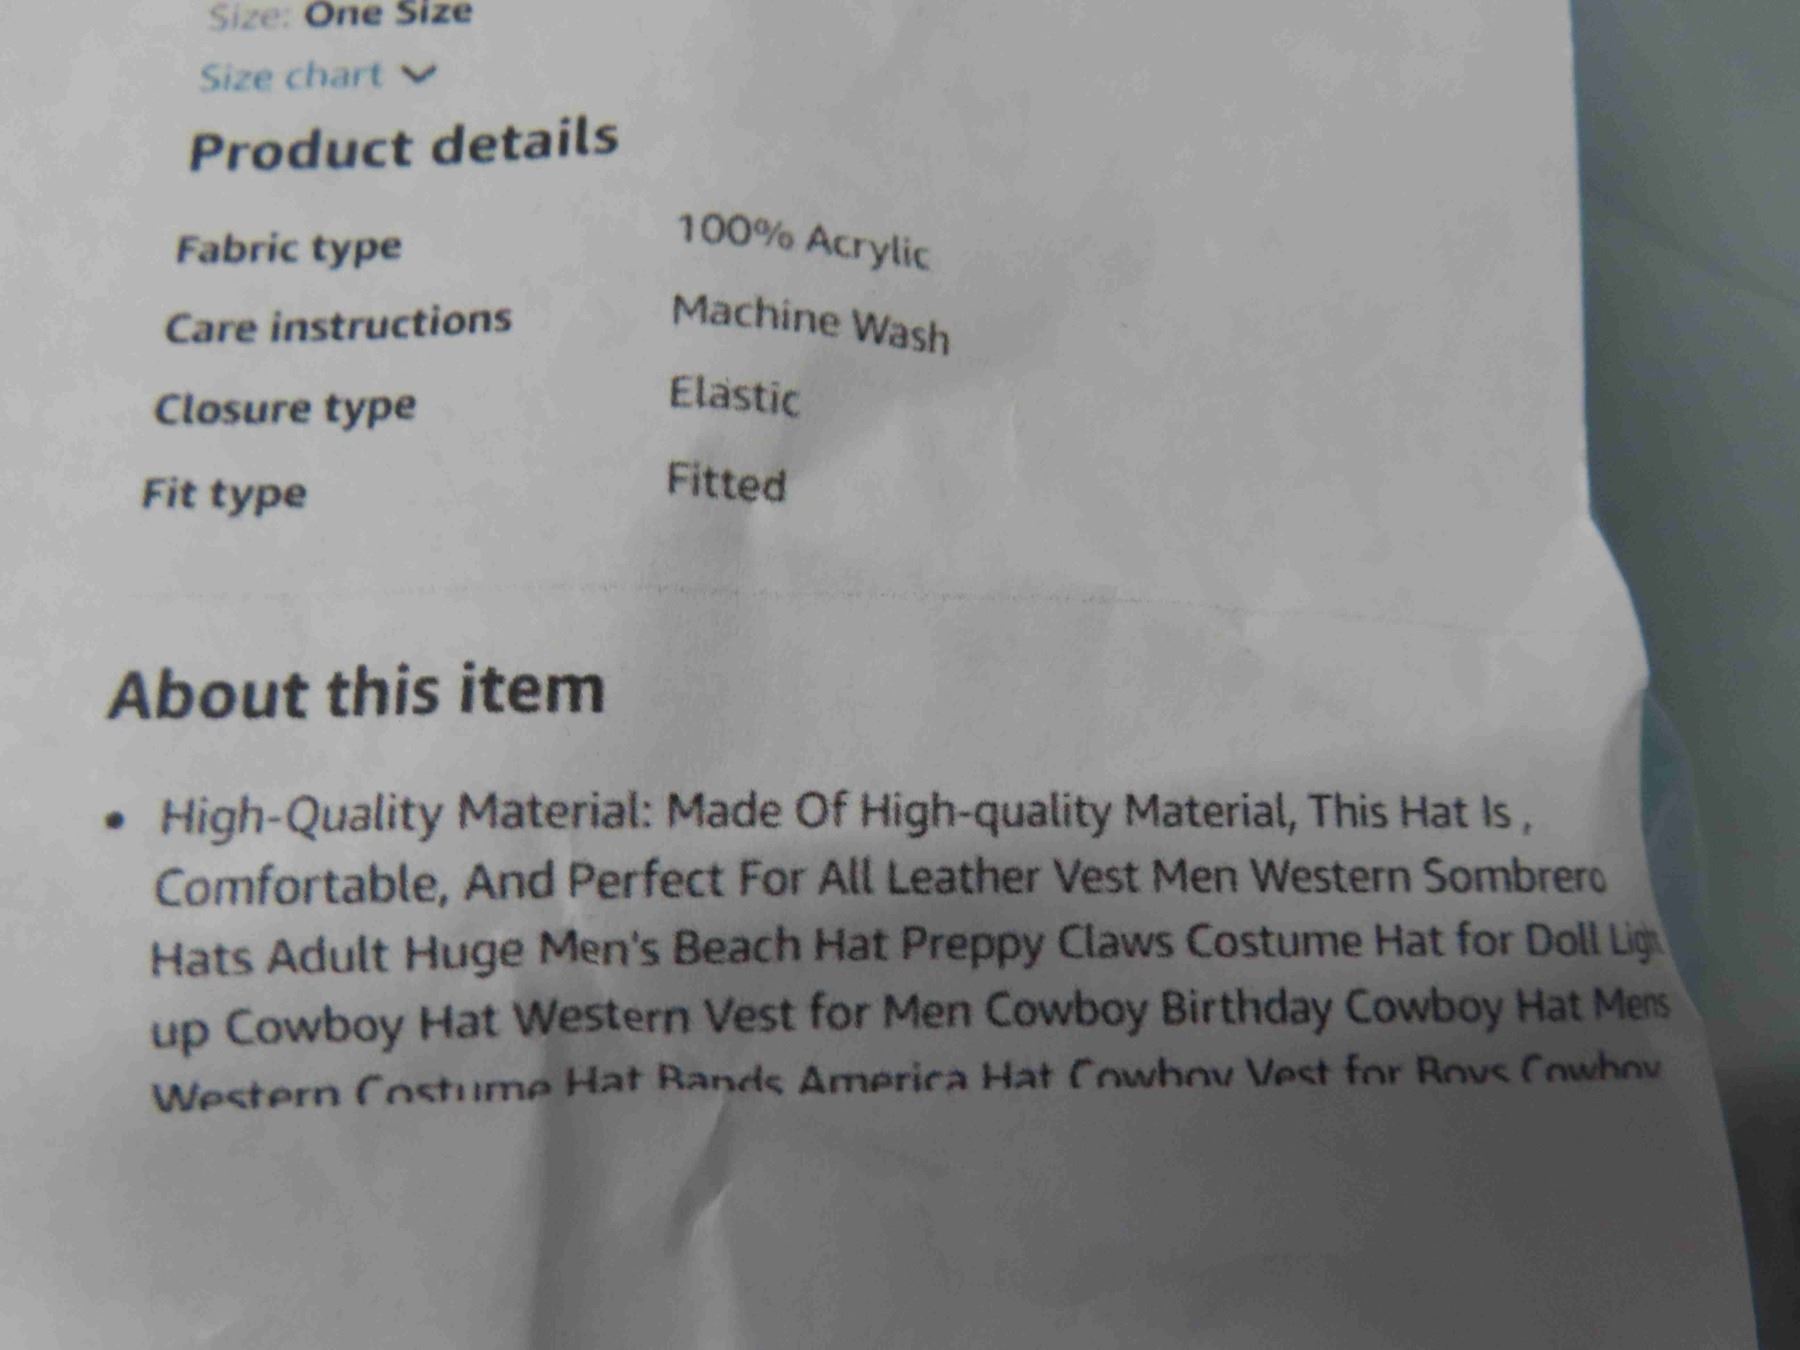 Size: One Size
Size chart
Product details
Fabric type 100% Acrylic
Care instructions Machine Wash
Closure type Elastic
Fit type Fitted
About this item
• High-Quality Material: Made Of High-quality Material, This Hat Is ,
Comfortable, And Perfect For All Leather Vest Men Western Sombrero
Hats Adult Huge Men's Beach Hat Preppy Claws Costume Hat for Doll Light
up Cowboy Hat Western Vest for Men Cowboy Birthday Cowboy Hat Mens
Western Costume Hat Bands America Hat Cowboy Vest for Boys Cowboy